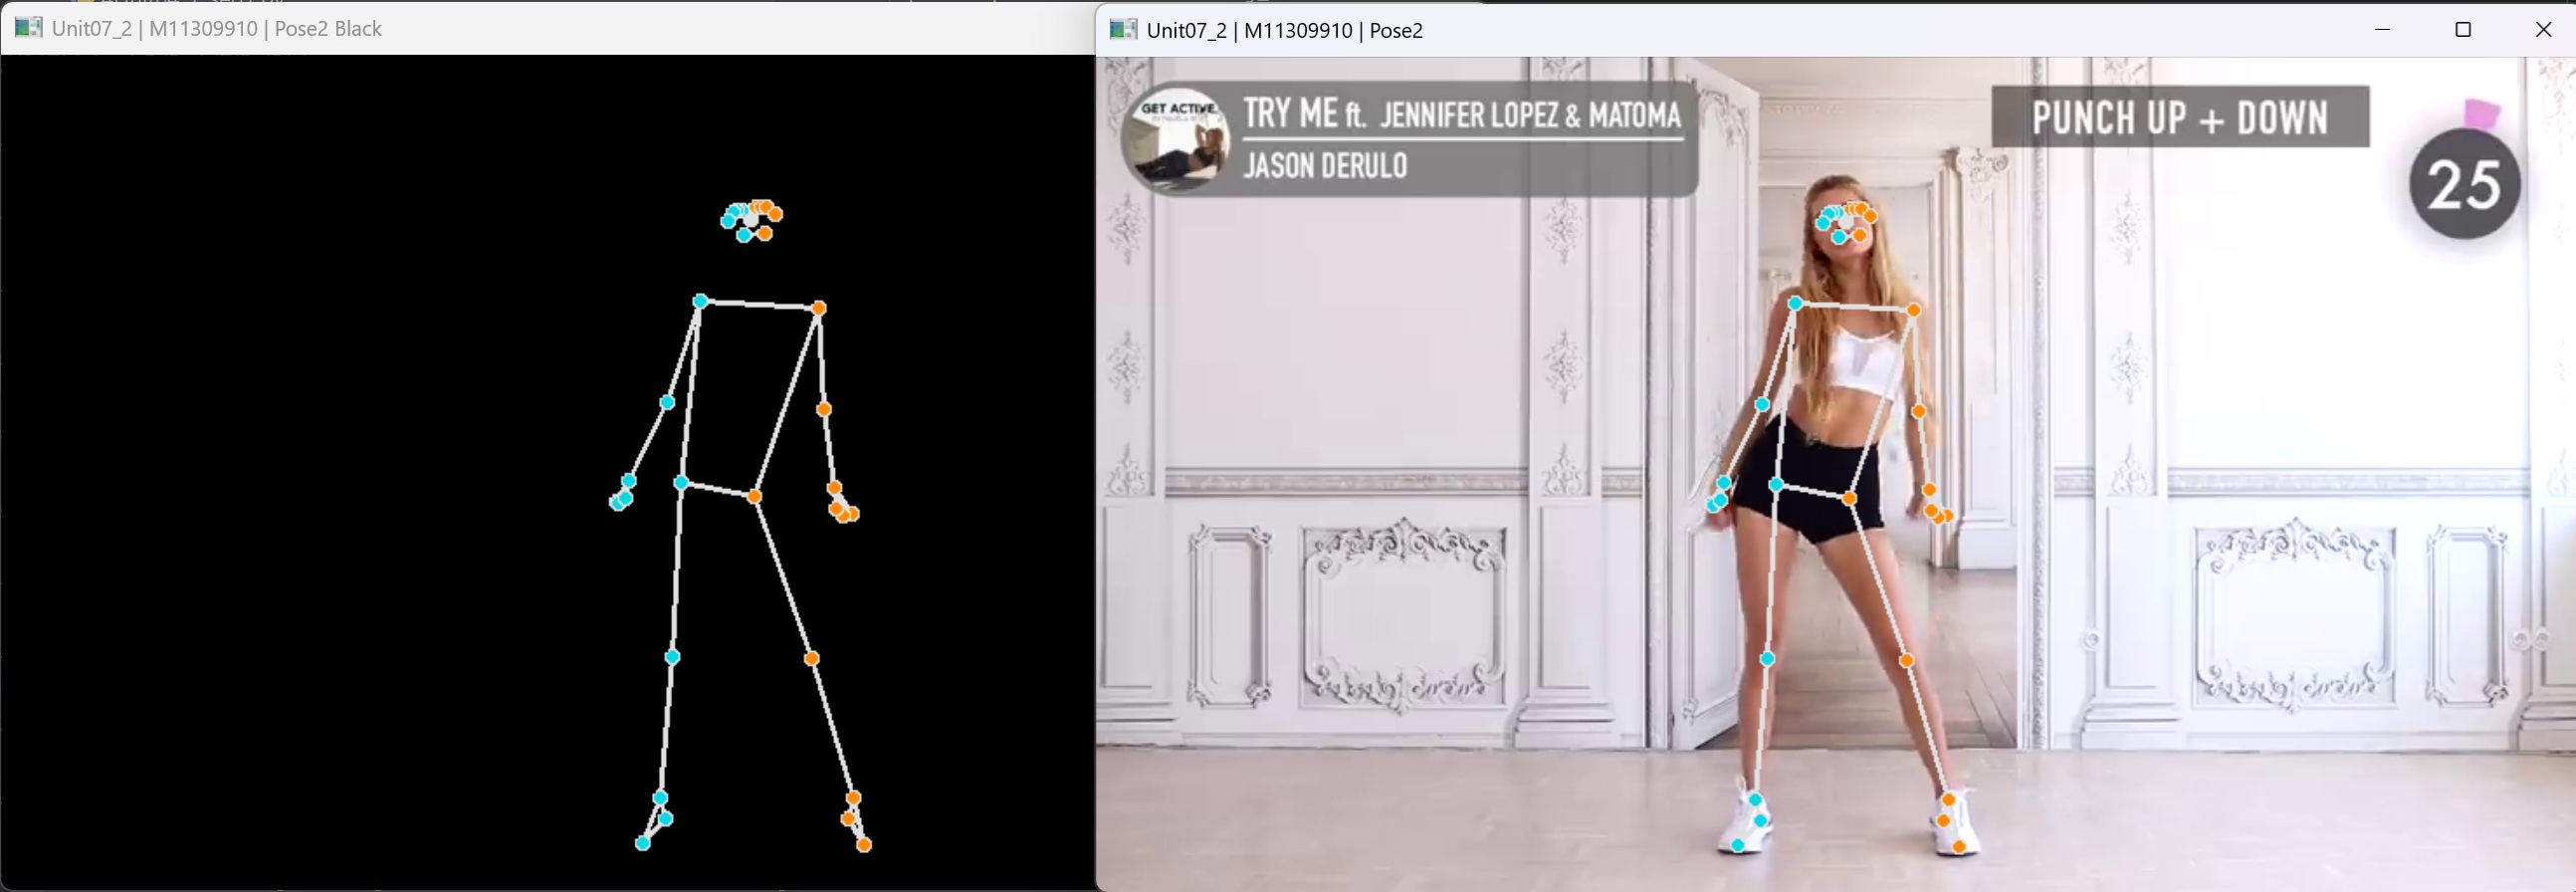 Unit07_2 | M11309910 | Pose2 Black
Unit07_2 | M11309910 | Pose2
GET ACTIVE
TRY ME ft. JENNIFER LOPEZ & MATOMA
JASON DERULO
PUNCH UP + DOWN
25